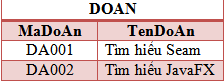 DOAN
MaDoAn TenDoAn
DA001 Tìm hiểu Seam
DA002 Tìm hiểu JavaFX